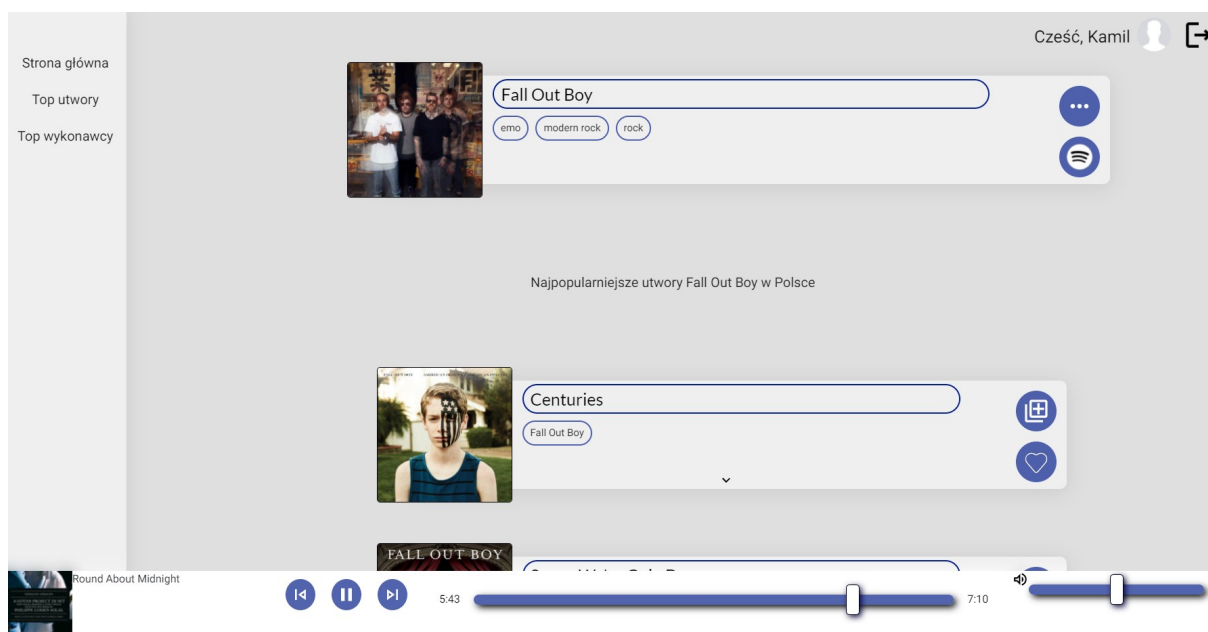 Cześć, Kamil
Strona główna
Top utwory
Top wykonawcy
Fall Out Boy
emo
modern rock
rock
Najpopularniejsze utwory Fall Out Boy w Polsce
Centuries
Fall Out Boy
FALL OUT BOY
Round About Midnight
5:43
7:10